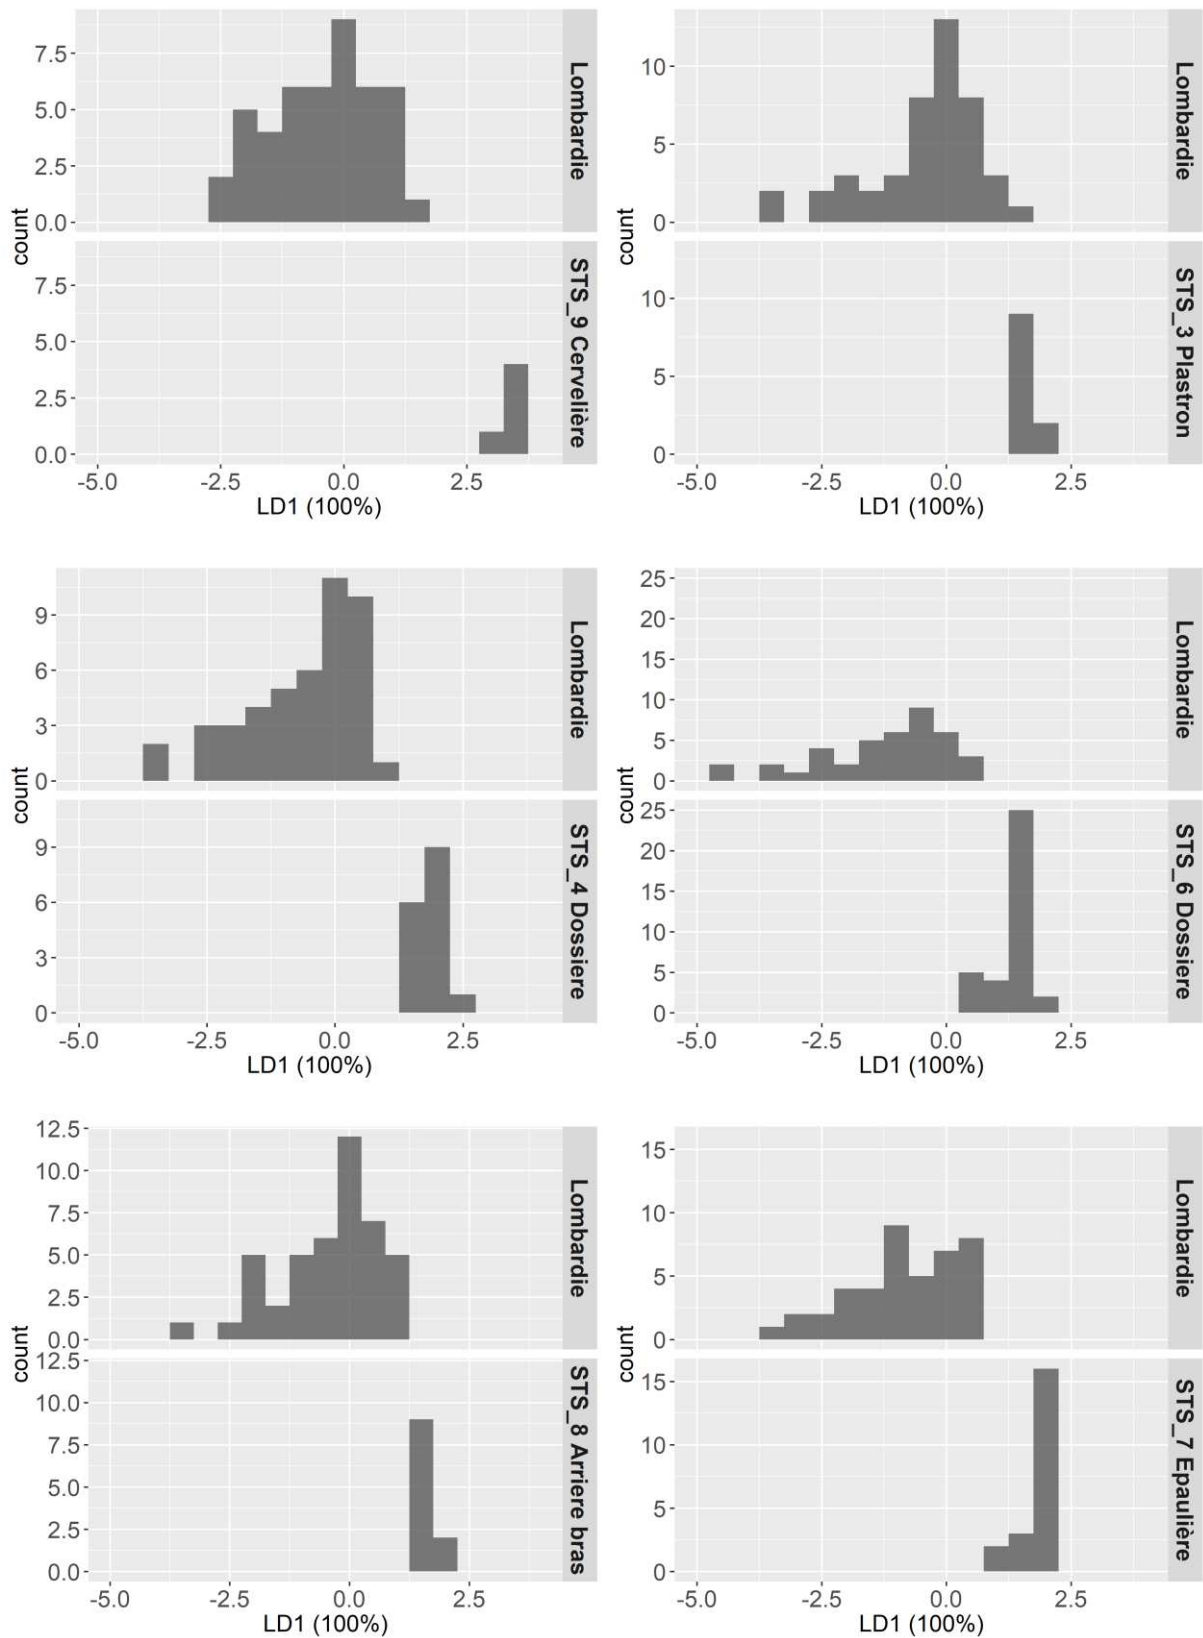 7.5
5.0
2.5
0.0
Lombardie
count
7.5
5.0
2.5
0.0
STS_9 Cervelière
-5.0 -2.5 0.0 2.5
LD1 (100%)
10
5
0
Lombardie
count
10
5
0
STS_3 Plastron
-5.0 -2.5 0.0 2.5
LD1 (100%)
9
6
3
0
Lombardie
count
9
6
3
0
STS_4 Dossiere
-5.0 -2.5 0.0 2.5
LD1 (100%)
25
20
15
10
5
0
Lombardie
count
25
20
15
10
5
0
STS_6 Dossiere
-5.0 -2.5 0.0 2.5
LD1 (100%)
12.5
10.0
7.5
5.0
2.5
0.0
Lombardie
count
12.5
10.0
7.5
5.0
2.5
0.0
STS_8 Arriere bras
-5.0 -2.5 0.0 2.5
LD1 (100%)
15
10
5
0
Lombardie
count
15
10
5
0
STS_7 Epaulière
-5.0 -2.5 0.0 2.5
LD1 (100%)